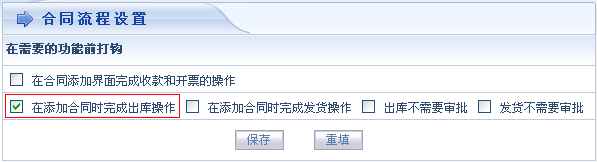 合同流程设置
在需要的功能前打钩
在合同添加界面完成收款和开票的操作
在添加合同时完成出库操作 在添加合同时完成发货操作 出库不需要审批 发货不需要审批
保存 重填